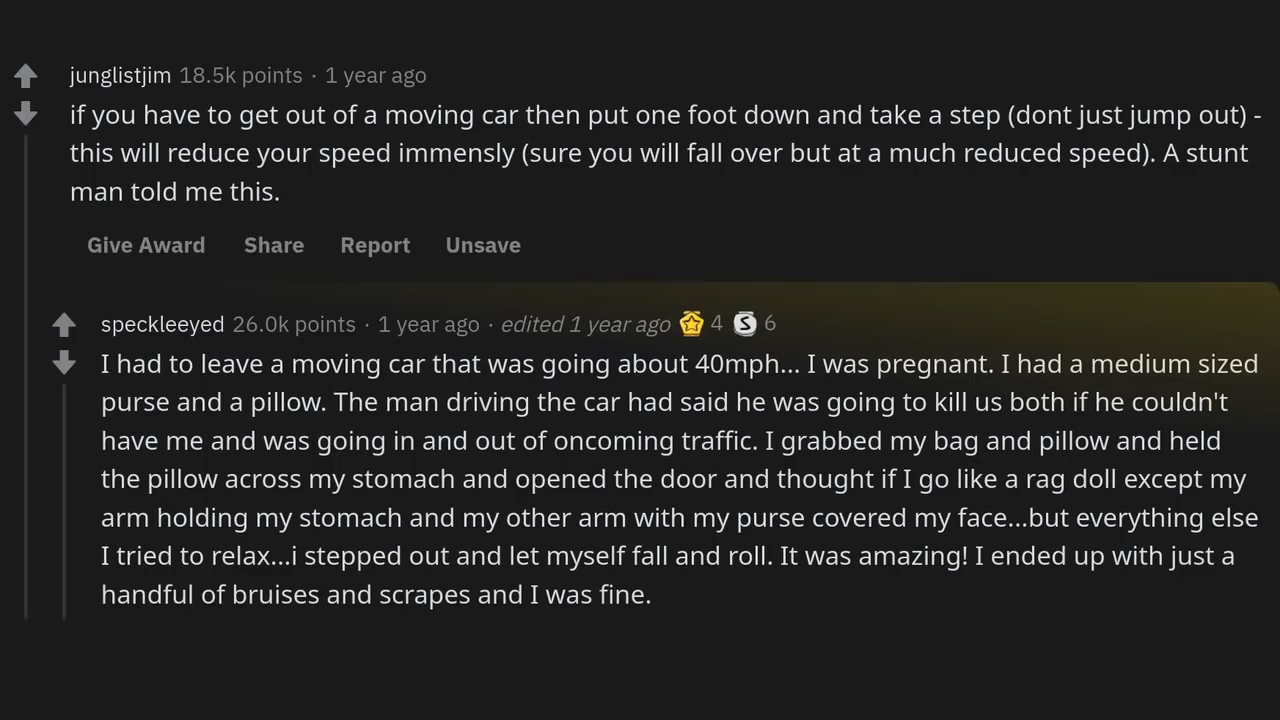 junglistjim 18.5k points · 1 year ago
if you have to get out of a moving car then put one foot down and take a step (dont just jump out) -
this will reduce your speed immensly (sure you will fall over but at a much reduced speed). A stunt
man told me this.
Give Award Share Report Unsave
speckleeyed 26.0k points · 1 year ago · edited 1 year ago 4 S 6
I had to leave a moving car that was going about 40mph... I was pregnant. I had a medium sized
purse and a pillow. The man driving the car had said he was going to kill us both if he couldn't
have me and was going in and out of oncoming traffic. I grabbed my bag and pillow and held
the pillow across my stomach and opened the door and thought if I go like a rag doll except my
arm holding my stomach and my other arm with my purse covered my face...but everything else
I tried to relax...i stepped out and let myself fall and roll. It was amazing! I ended up with just a
handful of bruises and scrapes and I was fine.